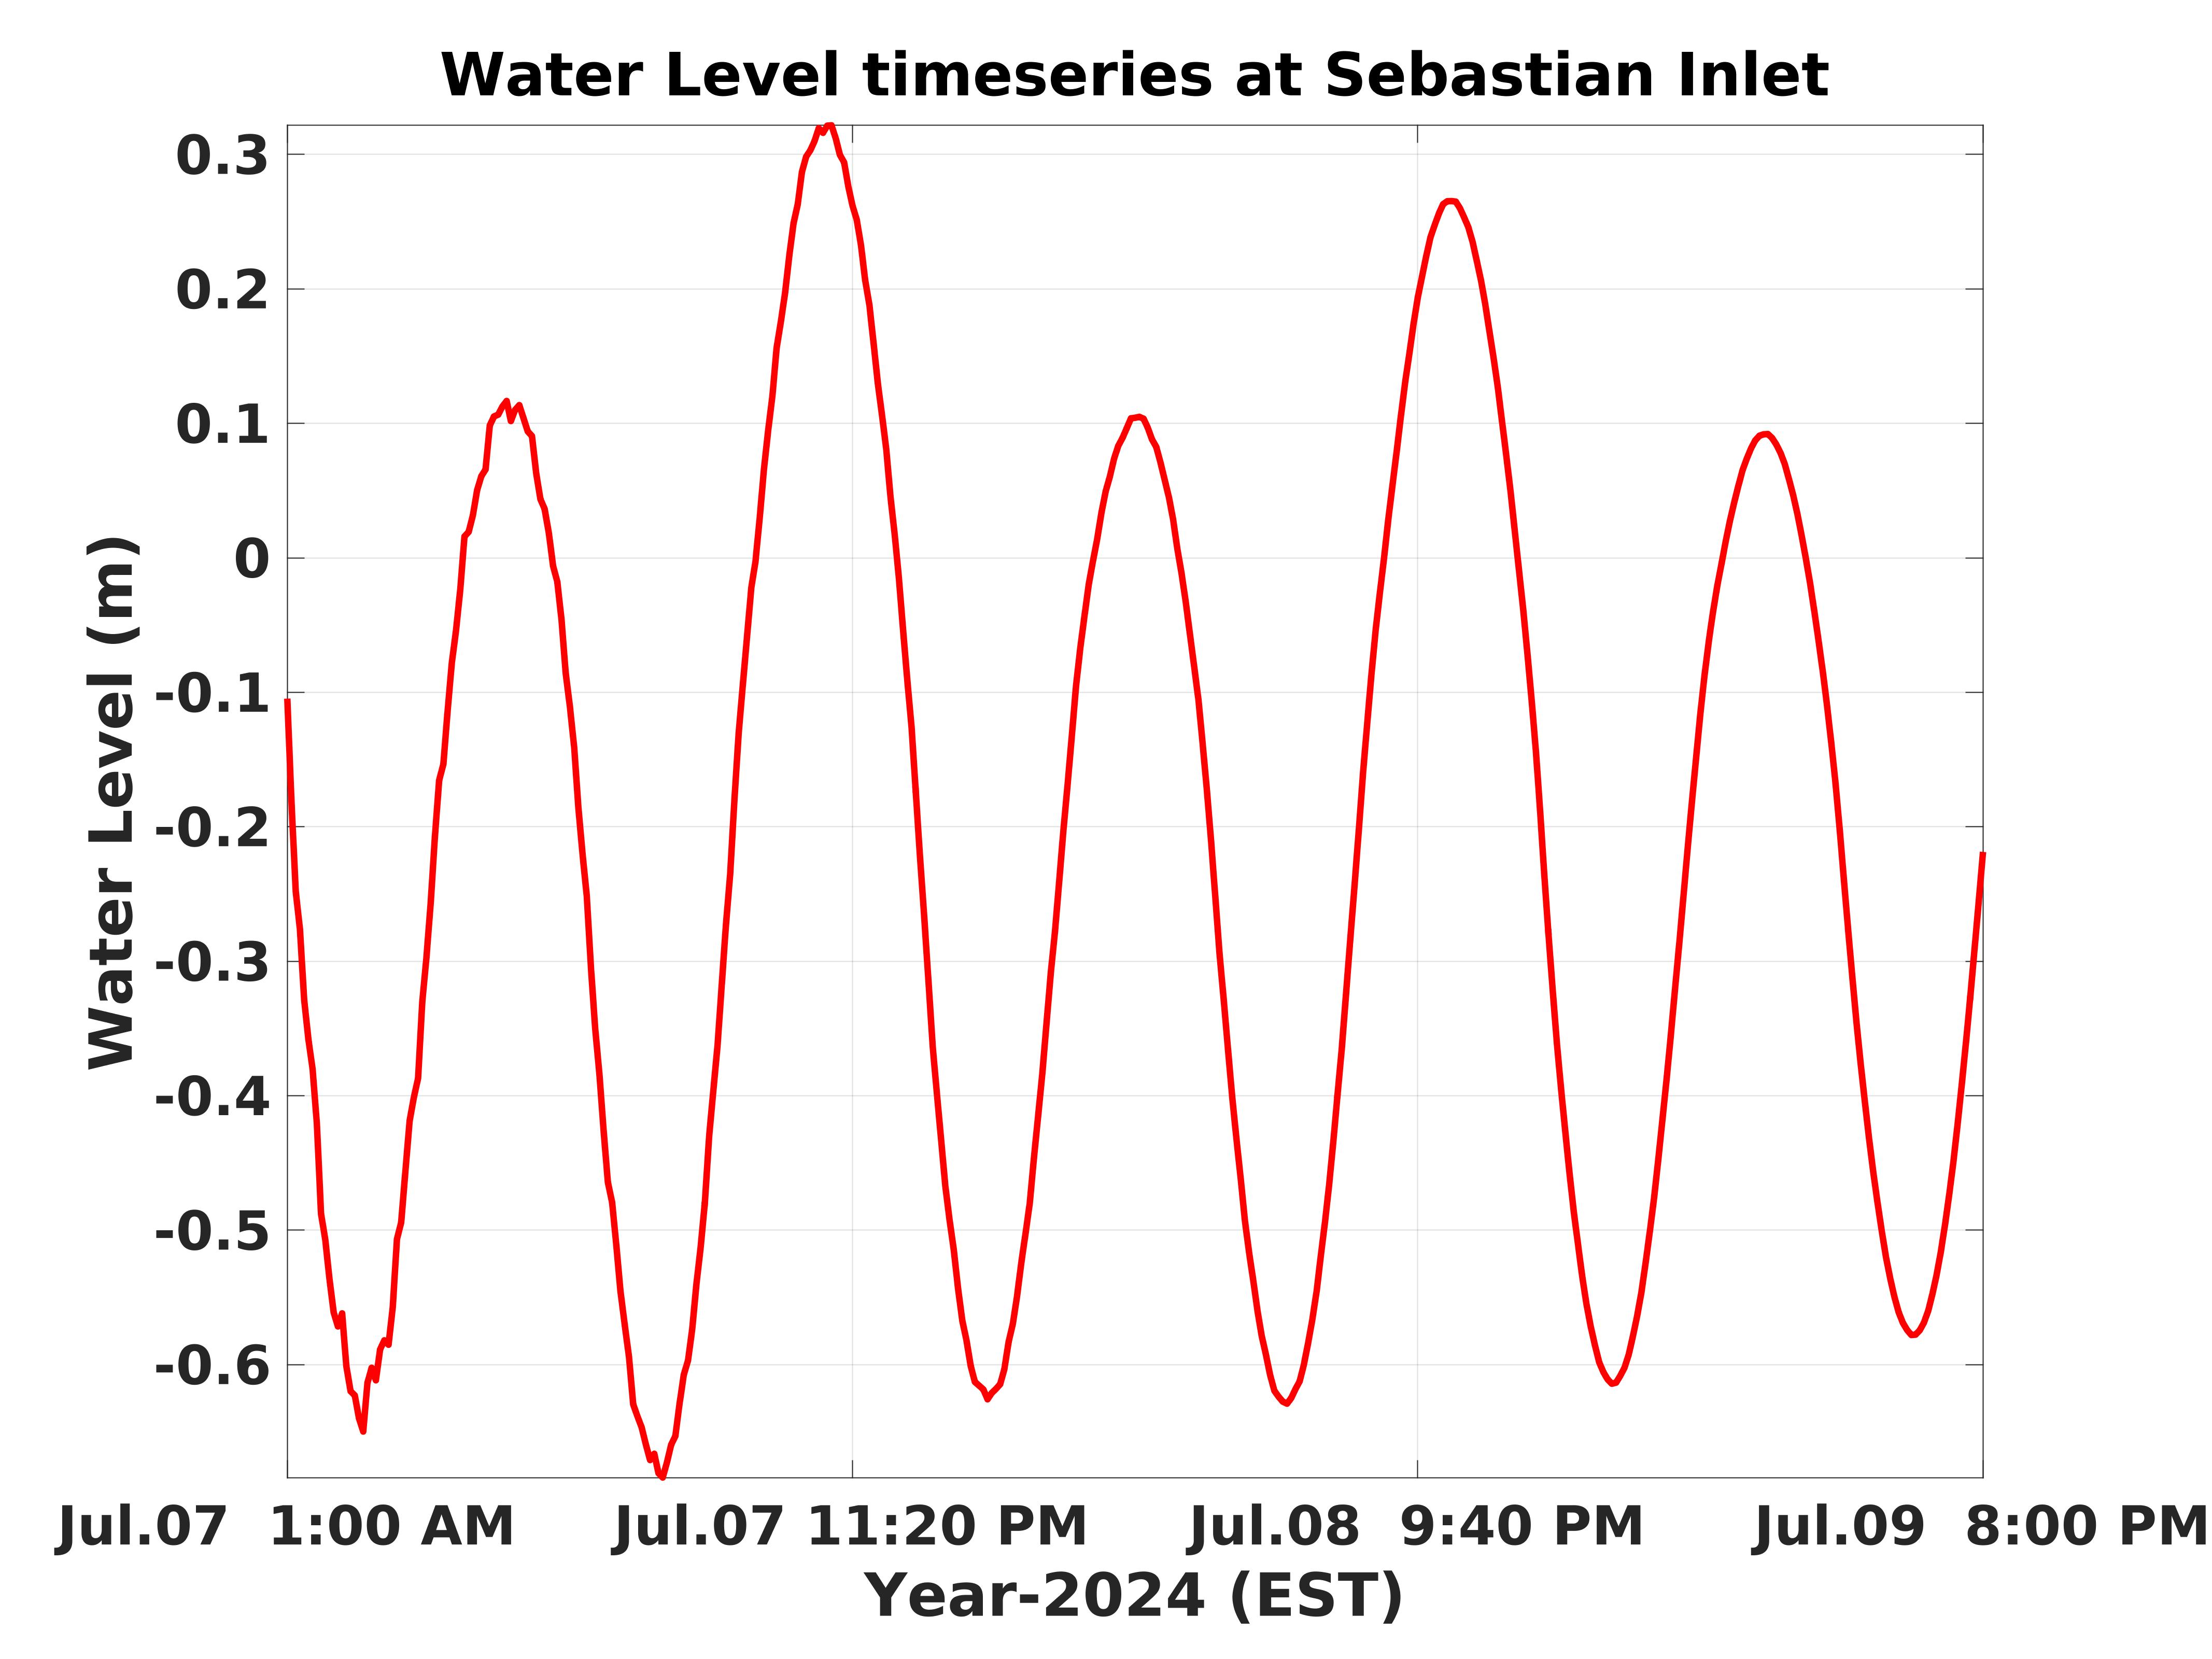 Water Level timeseries at Sebastian Inlet
0.3
0.2
0.1
0
-0.1
-0.2
-0.3
-0.4
-0.5
-0.6
Water Level (m)
Jul.07 1:00 AM Jul.07 11:20 PM Jul.08 9:40 PM Jul.09 8:00 PM
Year-2024 (EST)